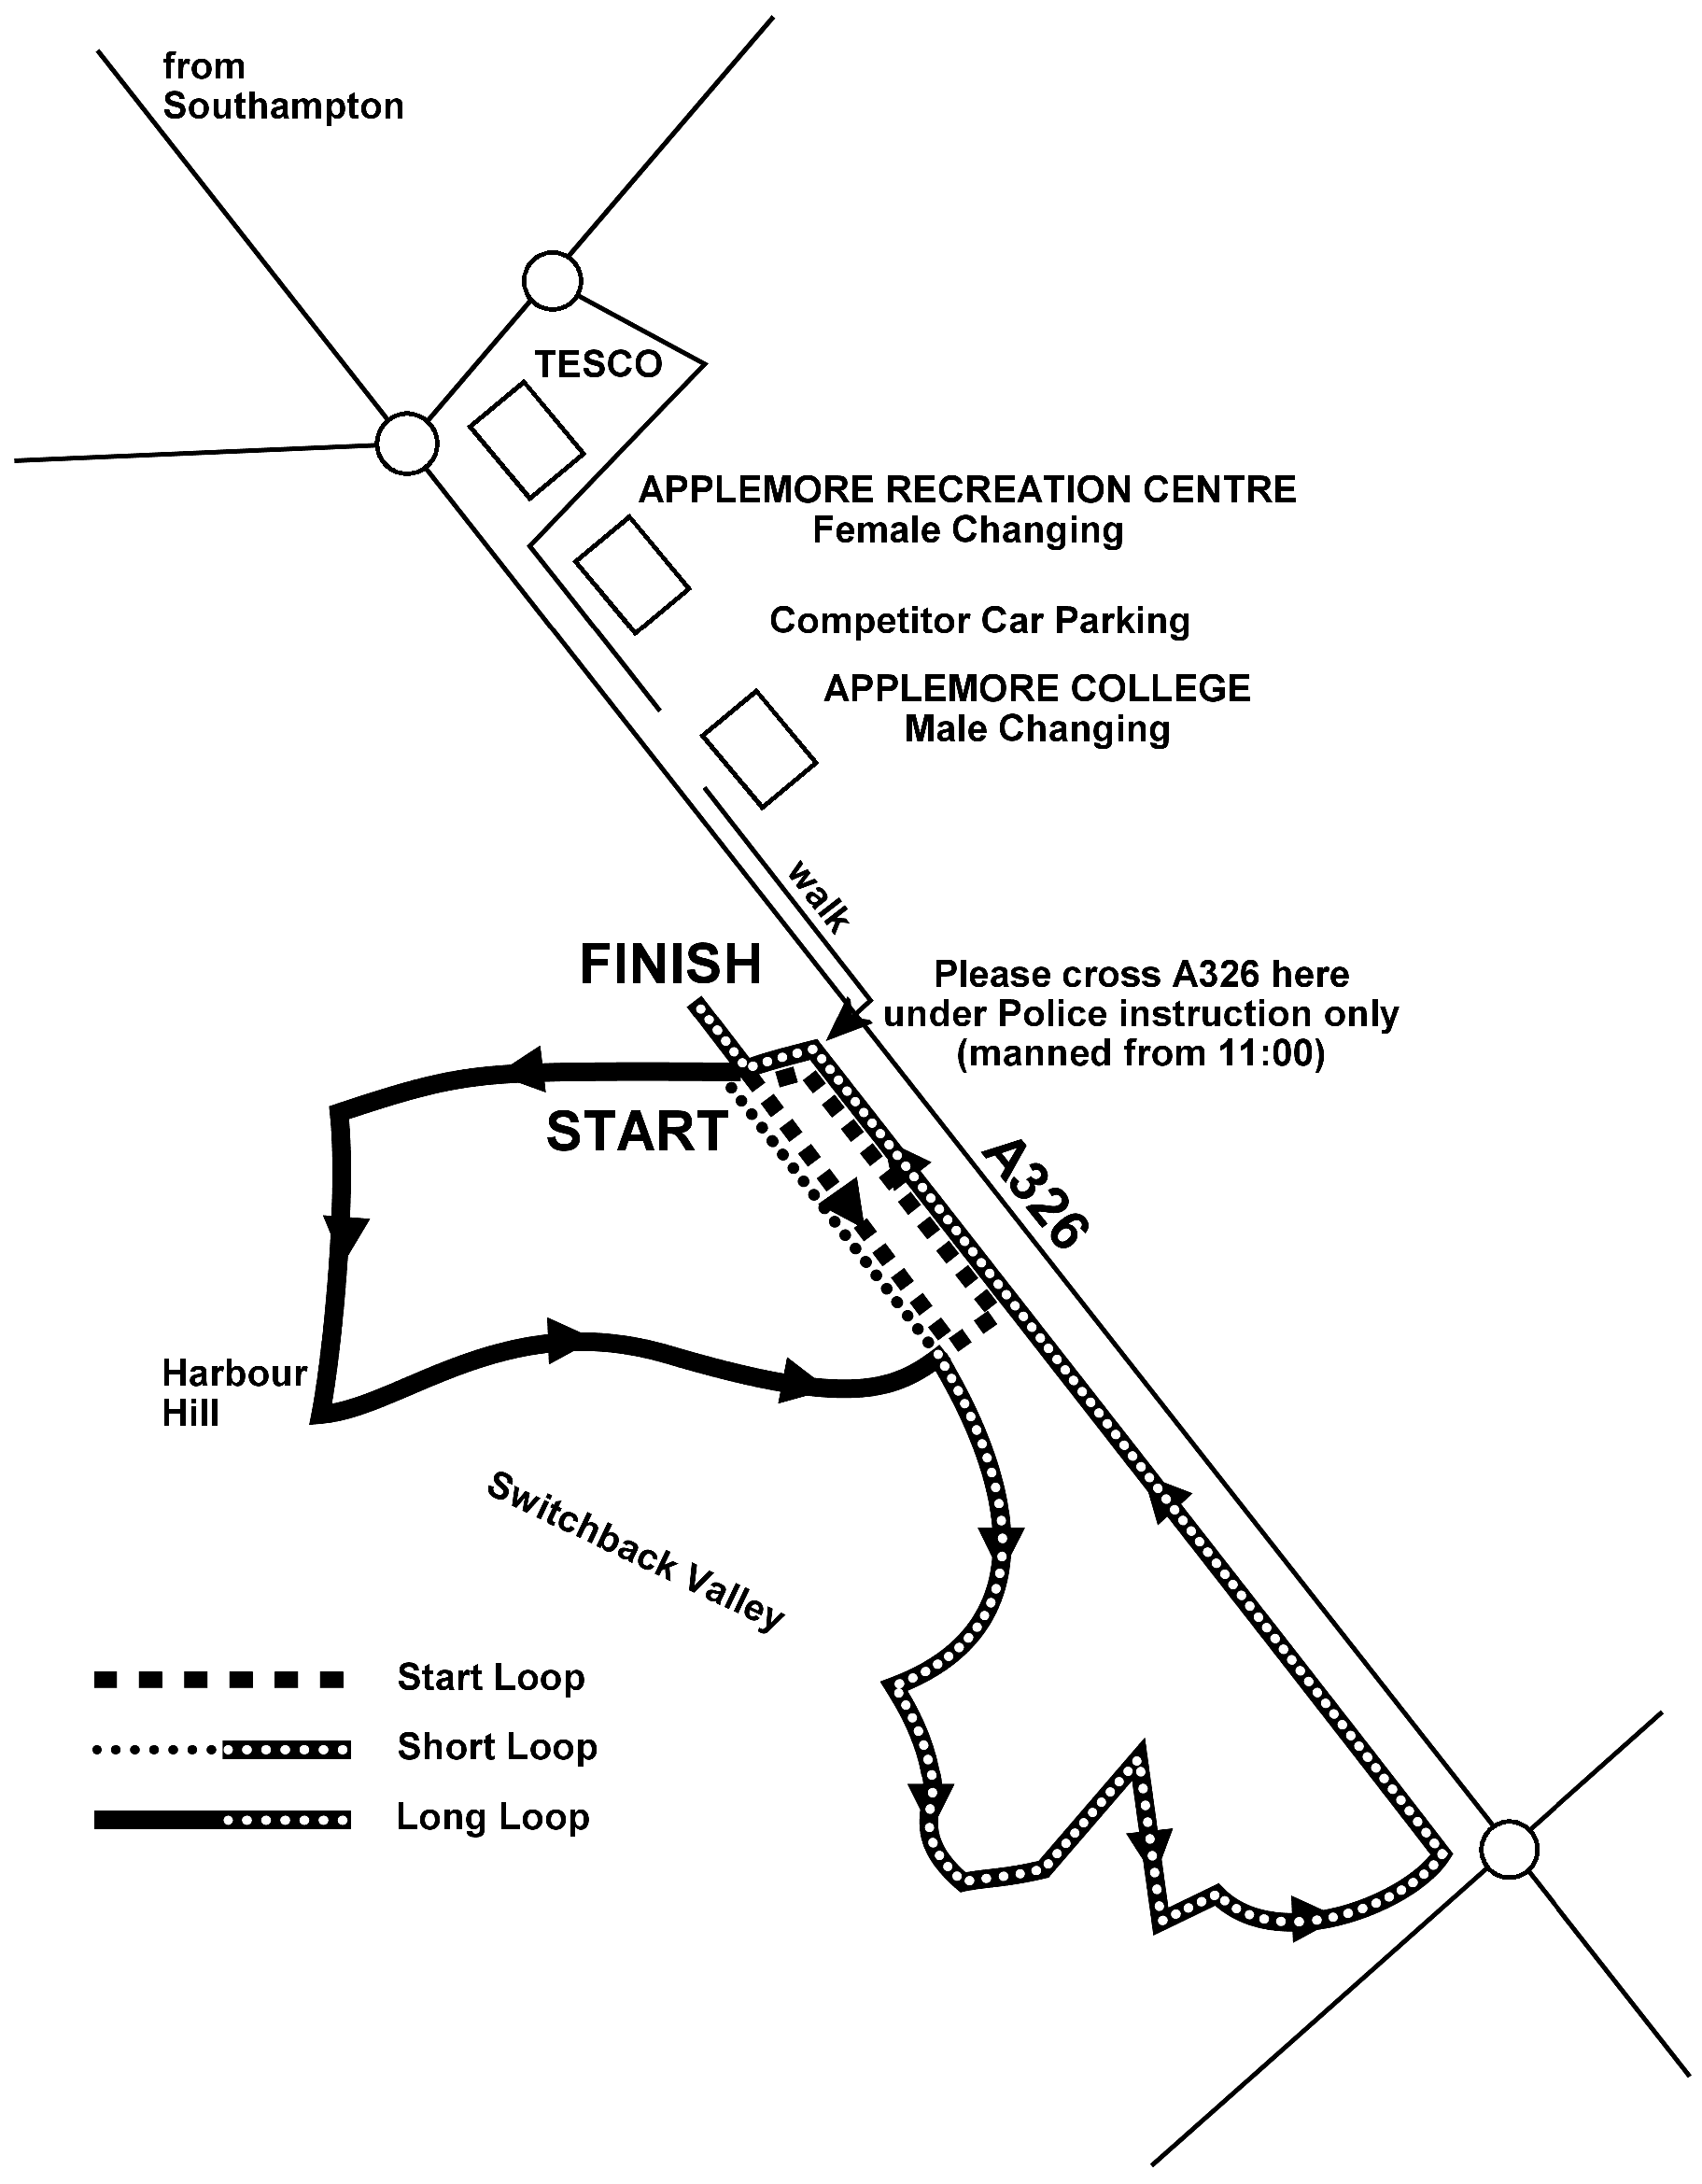 from
Southampton
TESCO
APPLEMORE RECREATION CENTRE
Female Changing
Competitor Car Parking
APPLEMORE COLLEGE
Male Changing
walk
FINISH
Please cross A326 here
under Police instruction only
(manned from 11:00)
START
A326
Harbour
Hill
Switchback Valley
Start Loop
Short Loop
Long Loop